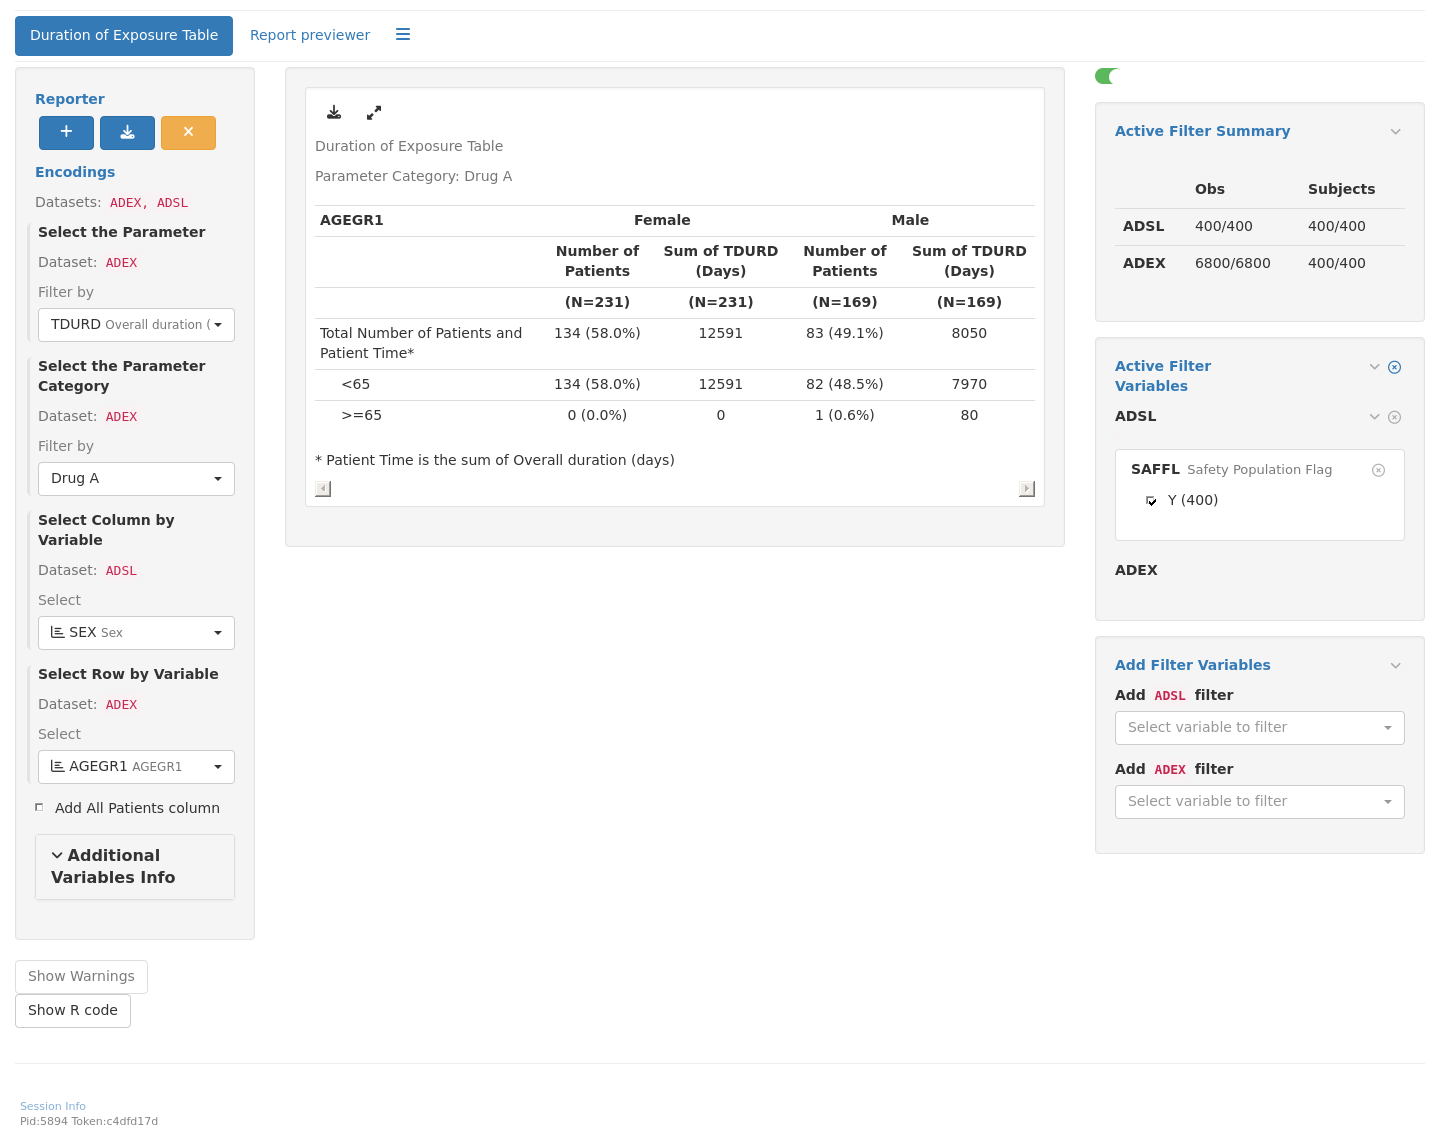 Duration of Exposure Table
Report previewer
Reporter
Encodings
Datasets: ADEX, ADSL
Select the Parameter
Dataset: ADEX
Filter by
TDURD Overall duration (
Select the Parameter
Category
Dataset: ADEX
Filter by
Drug A
Select Column by
Variable
Dataset: ADSL
Select
SEX Sex
Select Row by Variable
Dataset: ADEX
Select
AGEGR1 AGEGR1
Add All Patients column
Additional
Variables Info
Show Warnings
Show R code
Duration of Exposure Table
Parameter Category: Drug A
AGEGR1 Female Male
Number of Sum of TDURD Number of Sum of TDURD
Patients (Days) Patients (Days)
(N=231) (N=231) (N=169) (N=169)
Total Number of Patients and 134 (58.0%) 12591 83 (49.1%) 8050
Patient Time*
<65 134 (58.0%) 12591 82 (48.5%) 7970
>=65 0 (0.0%) 0 1 (0.6%) 80
* Patient Time is the sum of Overall duration (days)
Active Filter Summary
Obs Subjects
ADSL 400/400 400/400
ADEX 6800/6800 400/400
Active Filter
Variables
ADSL
SAFFL Safety Population Flag
Y (400)
ADEX
Add Filter Variables
Add ADSL filter
Select variable to filter
Add ADEX filter
Select variable to filter
Session Info
Pid:5894 Token:c4dfd17d